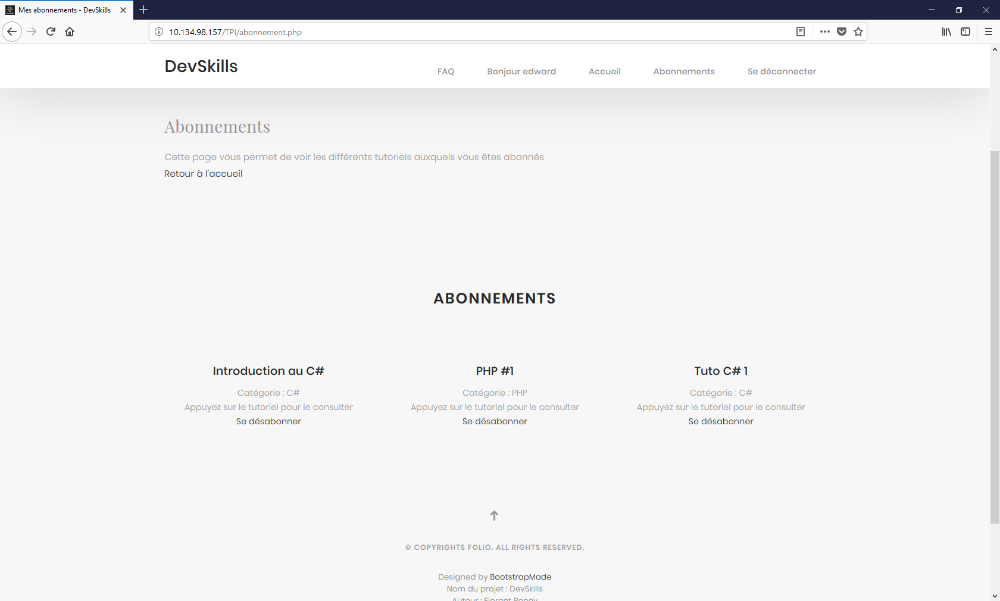 Mes abonnements - DevSkills
10.134.98.157/TPI/abonnement.php
DevSkills
FAQ Bonjour edward Accueil Abonnements Se déconnecter
Abonnements
Cette page vous permet de voir les différents tutoriels auxquels vous êtes abonnés
Retour à l'accueil
ABONNEMENTS
Introduction au C# PHP #1 Tuto C# 1
Catégorie : C# Catégorie : PHP Catégorie : C#
Appuyez sur le tutoriel pour le consulter Appuyez sur le tutoriel pour le consulter Appuyez sur le tutoriel pour le consulter
Se désabonner Se désabonner Se désabonner
© COPYRIGHTS FOLIO. ALL RIGHTS RESERVED.
Designed by BootstrapMade
Nom du projet : DevSkills
Auteur : Florent